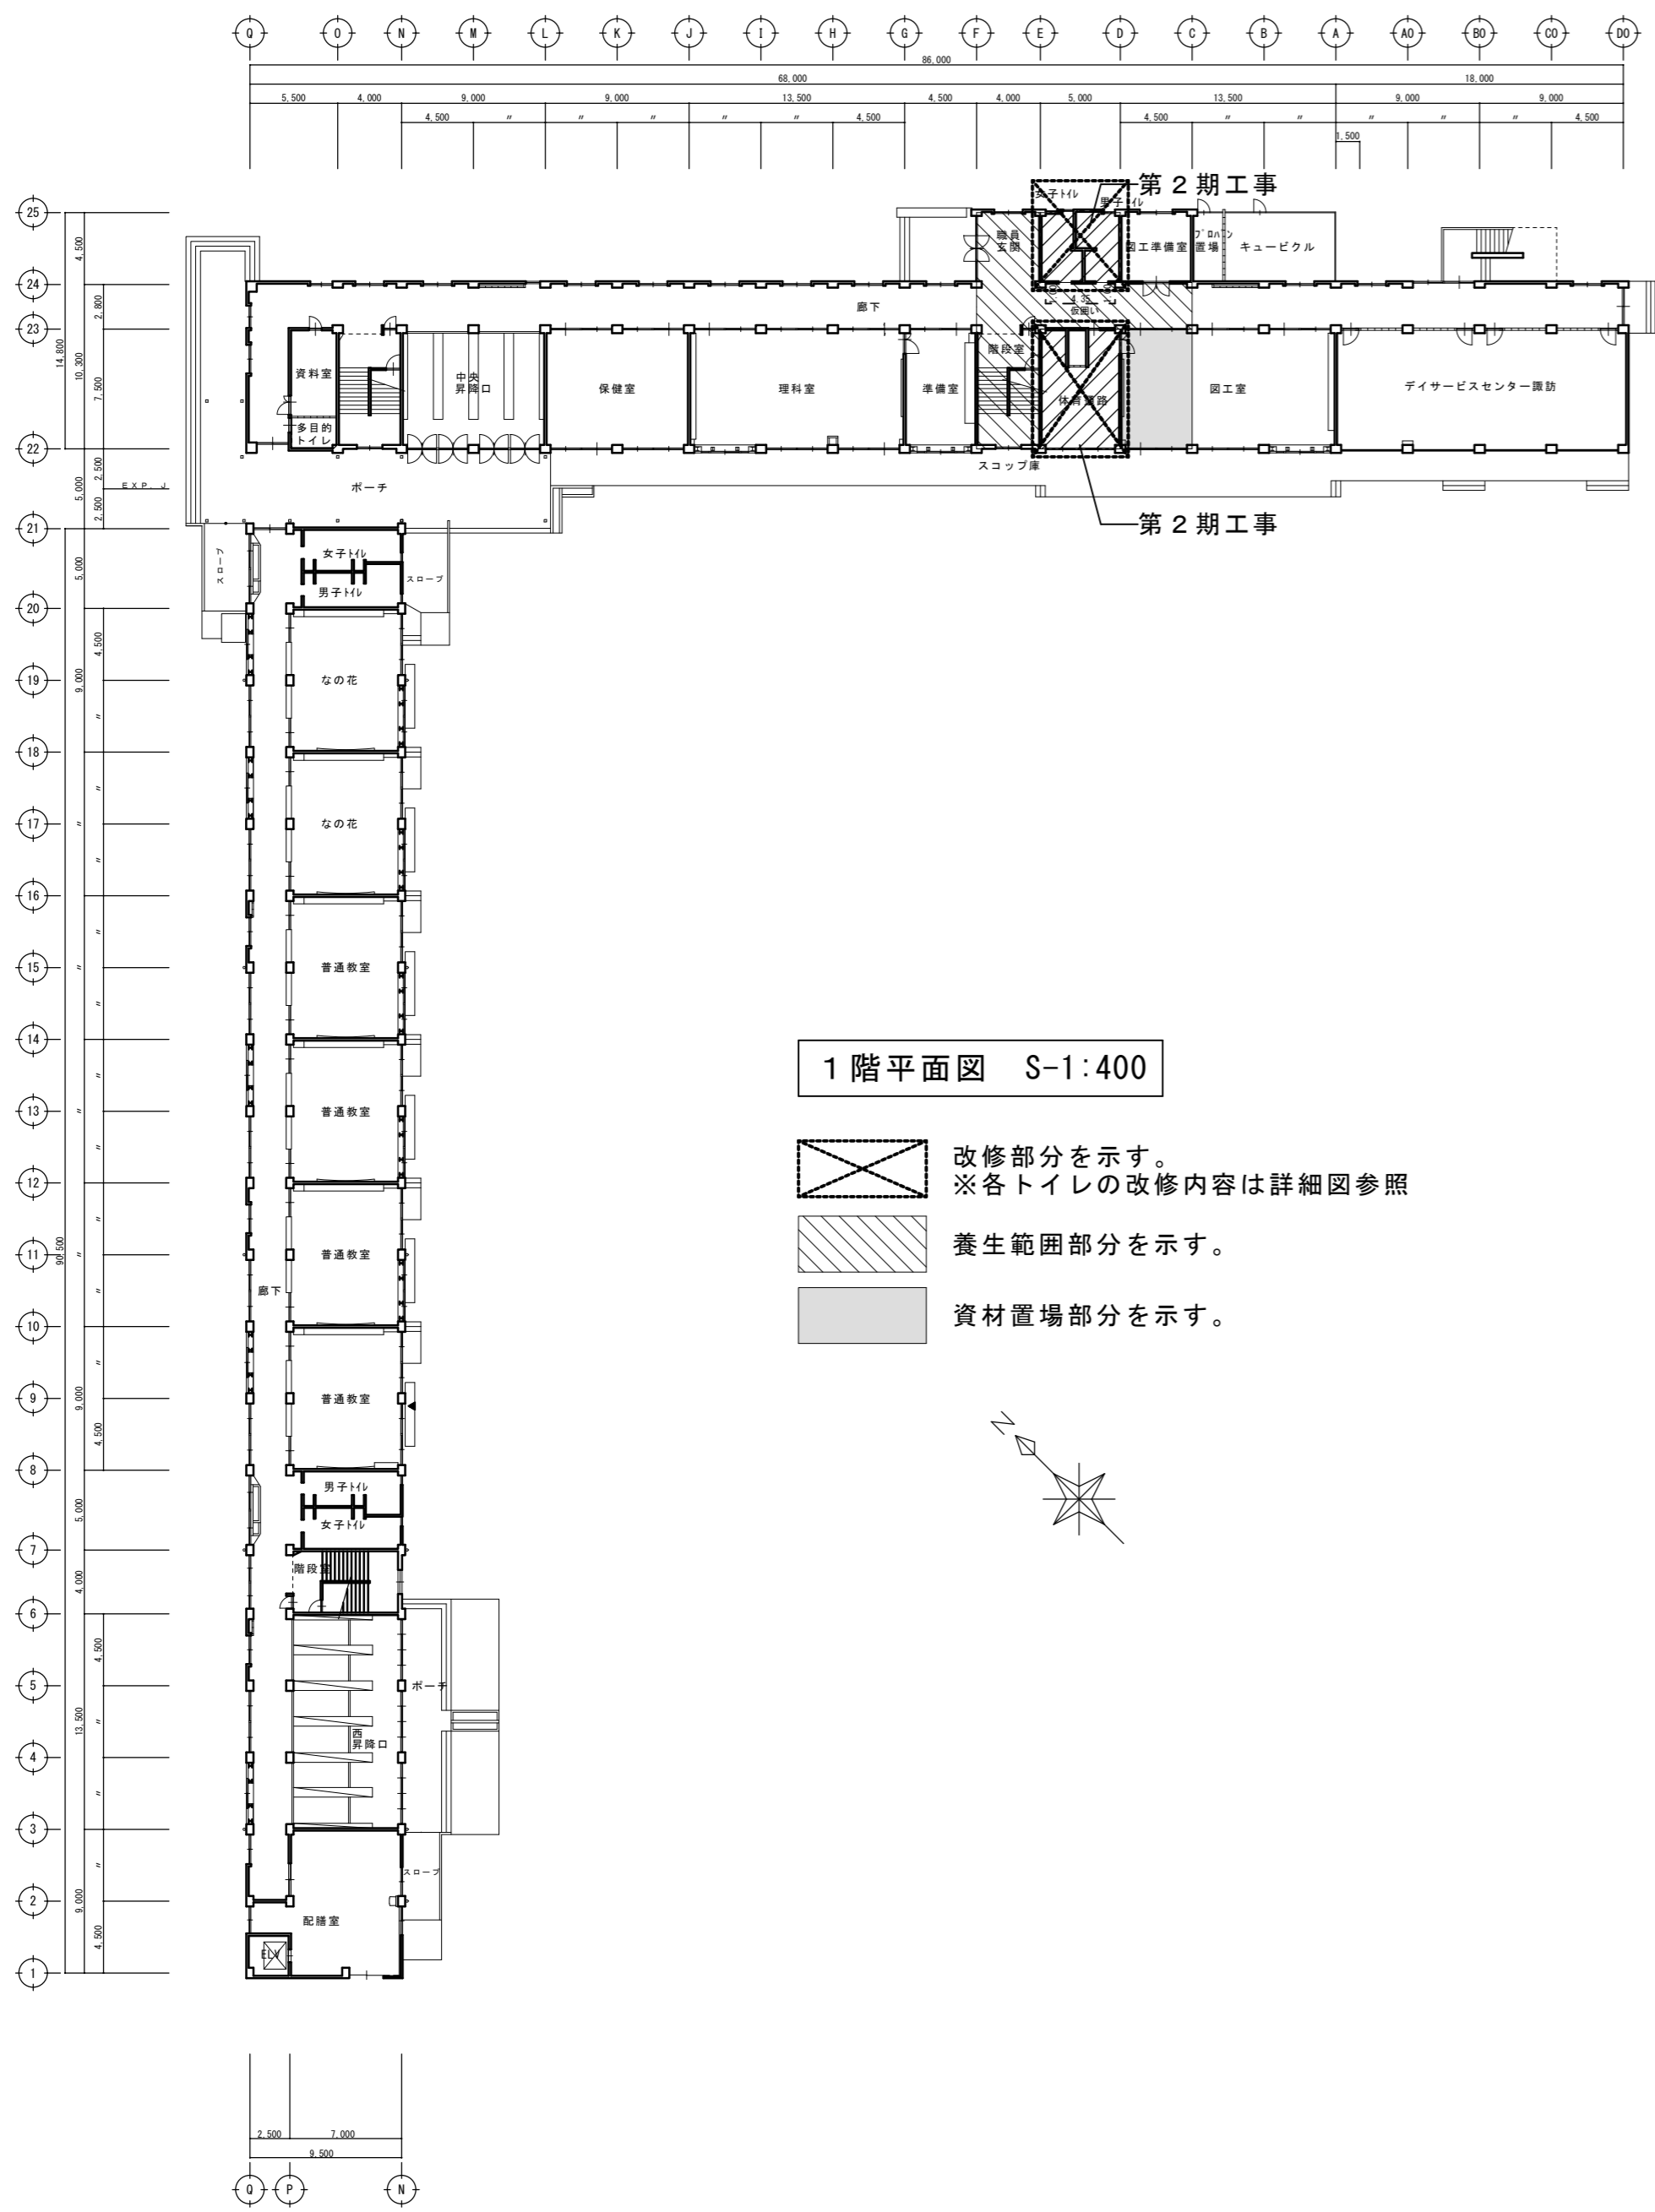 Q O N M L K J I H G F E D C B A A0 B0 C0 D0
86,000
68,000 18,000
5,500 4,000 9,000 9,000 13,500 4,500 4,000 5,000 13,500 9,000 9,000
4,500 〃 〃 〃 〃 〃 4,500 4,500 〃 〃 〃 〃 〃 4,500
1,500
女子トイレ
第２期工事
男子トイレ
25
職員
玄関
図工準備室
プロパン
置場
キュービクル
4,500
24
2,800
廊下
4.35
仮囲い
23
14,800
10,300
7,500
資料室
中央
昇降口
保健室
理科室
準備室
階段室
体育通路
図工室
デイサービスセンター諏訪
多目的
トイレ
22
スコップ庫
2,500
5,000
EXP. J
ポーチ
2,500
21
第２期工事
スロープ
女子トイレ
男子トイレ
スロープ
5,000
20
4,500
19
9,000
なの花
〃
18
〃
17
〃
なの花
〃
16
〃
15
〃
普通教室
〃
14
〃
13
〃
普通教室
〃
12
〃
11
〃
90,500
普通教室
廊下
〃
10
〃
9
9,000
普通教室
4,500
8
男子トイレ
5,000
女子トイレ
7
階段室
4,000
6
4,500
5
ポーチ
13,500
〃
西
昇降口
4
〃
3
〃
スロープ
2
9,000
配膳室
4,500
ELV
1
１階平面図 S-1:400
改修部分を示す。
※各トイレの改修内容は詳細図参照
養生範囲部分を示す。
資材置場部分を示す。
N
2,500 7,000
9,500
Q P N